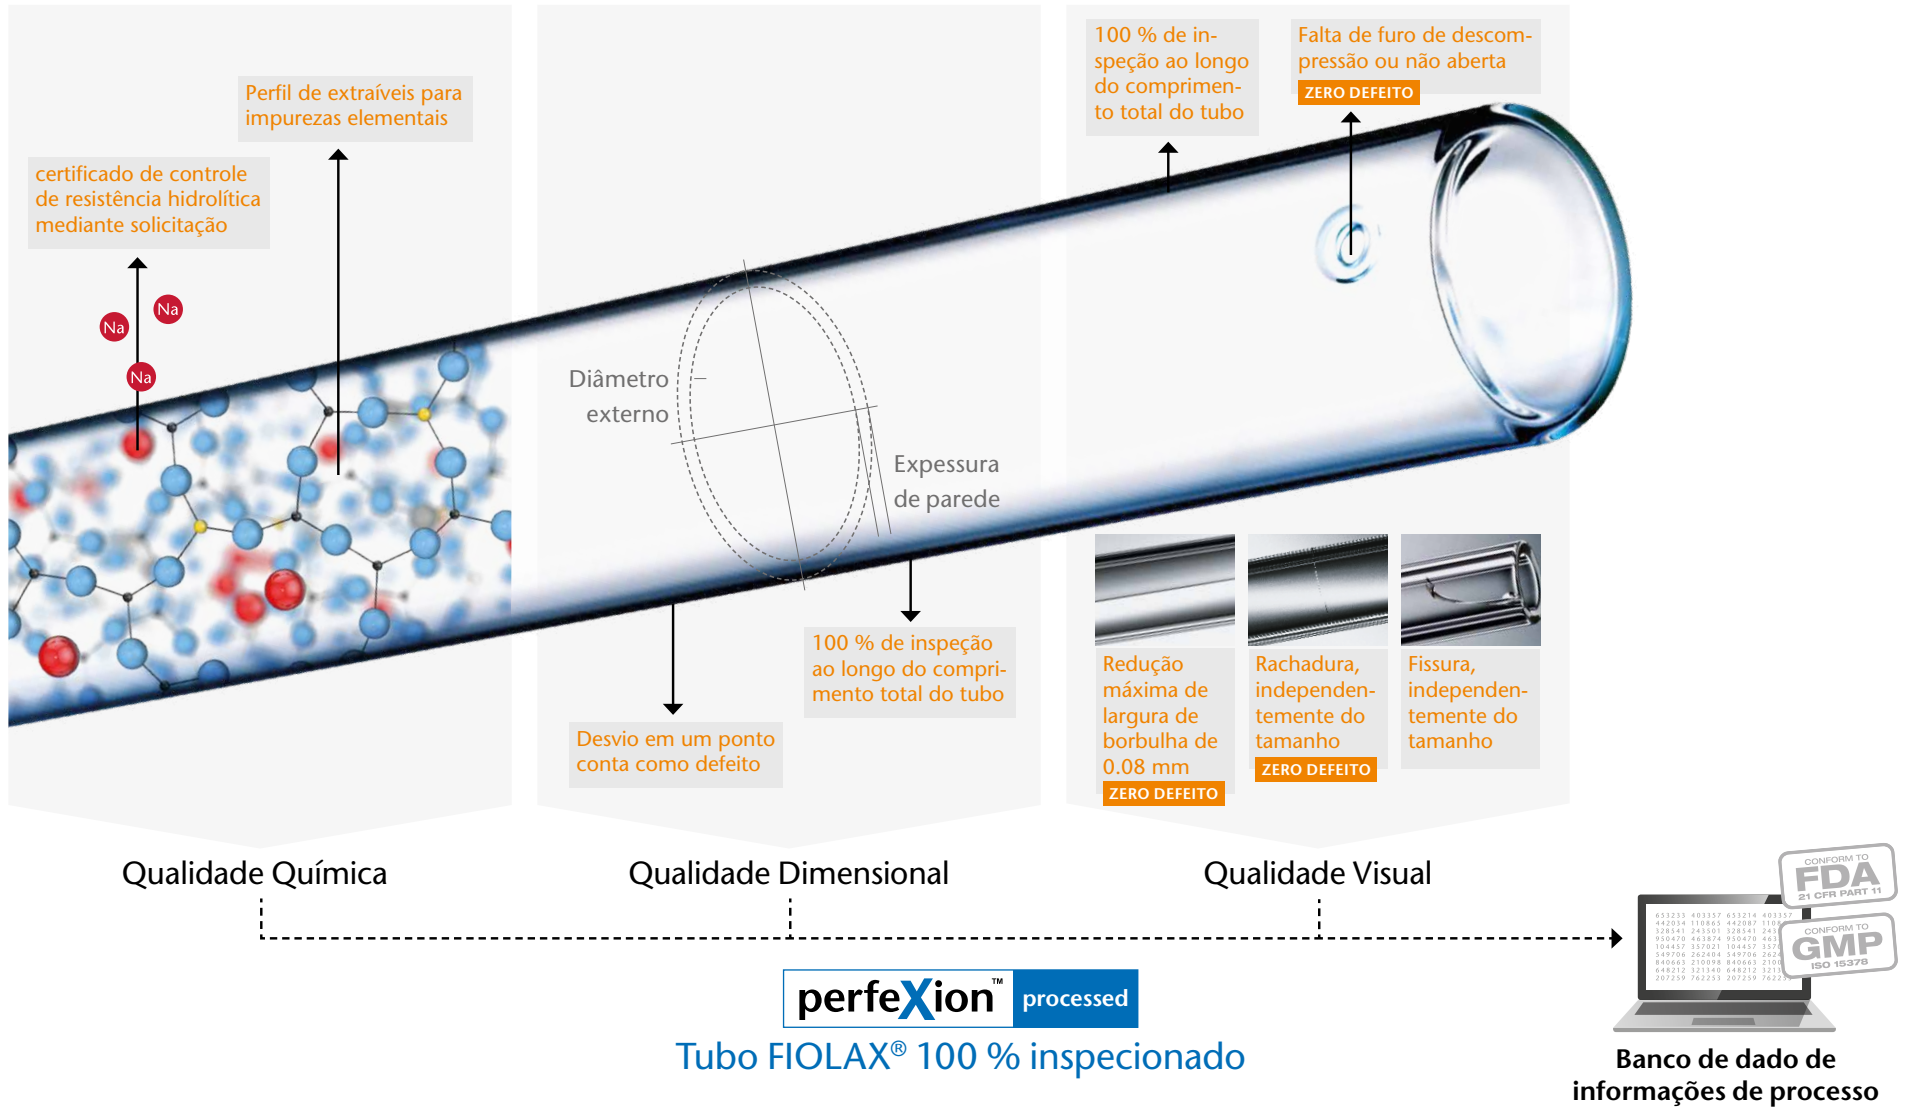 certificado de controle
de resistência hidrolítica
mediante solicitação
Perfil de extraíveis para
impurezas elementais
Na
Na
Na
Diâmetro
externo
Expessura
de parede
Desvio em um ponto
conta como defeito
100 % de inspeção
ao longo do compri-
mento total do tubo
100 % de in-
speção ao longo
do comprimen-
to total do tubo
Falta de furo de descom-
pressão ou não aberta
ZERO DEFEITO
Redução
máxima de
largura de
borbulha de
0.08 mm
ZERO DEFEITO
Rachadura,
independen-
temente do
tamanho
ZERO DEFEITO
Fissura,
independen-
temente do
tamanho
Qualidade Química
Qualidade Dimensional
Qualidade Visual
CONFORM TO
FDA
21 CFR PART 11
CONFORM TO
GMP
ISO 15378
perfeXion™ processed
Tubo FIOLAX® 100 % inspecionado
Banco de dado de
informações de processo